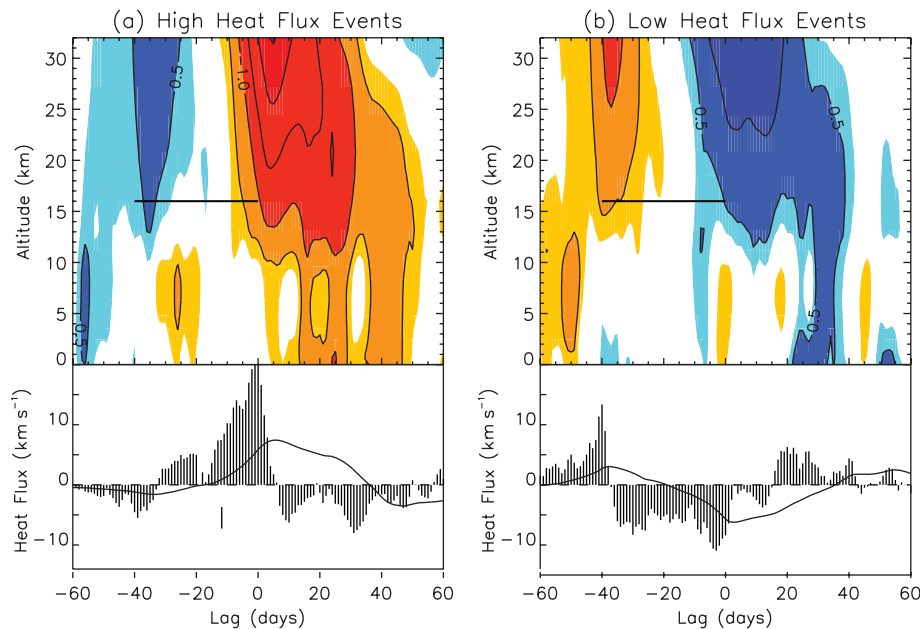 (a) High Heat Flux Events
(b) Low Heat Flux Events
Altitude (km)
30
25
20
15
10
5
0
0.5
-1.0
0.5
Altitude (km)
30
25
20
15
10
5
0
0.5
0.5
0.5
Heat Flux (km s⁻¹)
10
0
-10
-60 -40 -20 0 20 40 60
Lag (days)
Heat Flux (km s⁻¹)
10
0
-10
-60 -40 -20 0 20 40 60
Lag (days)